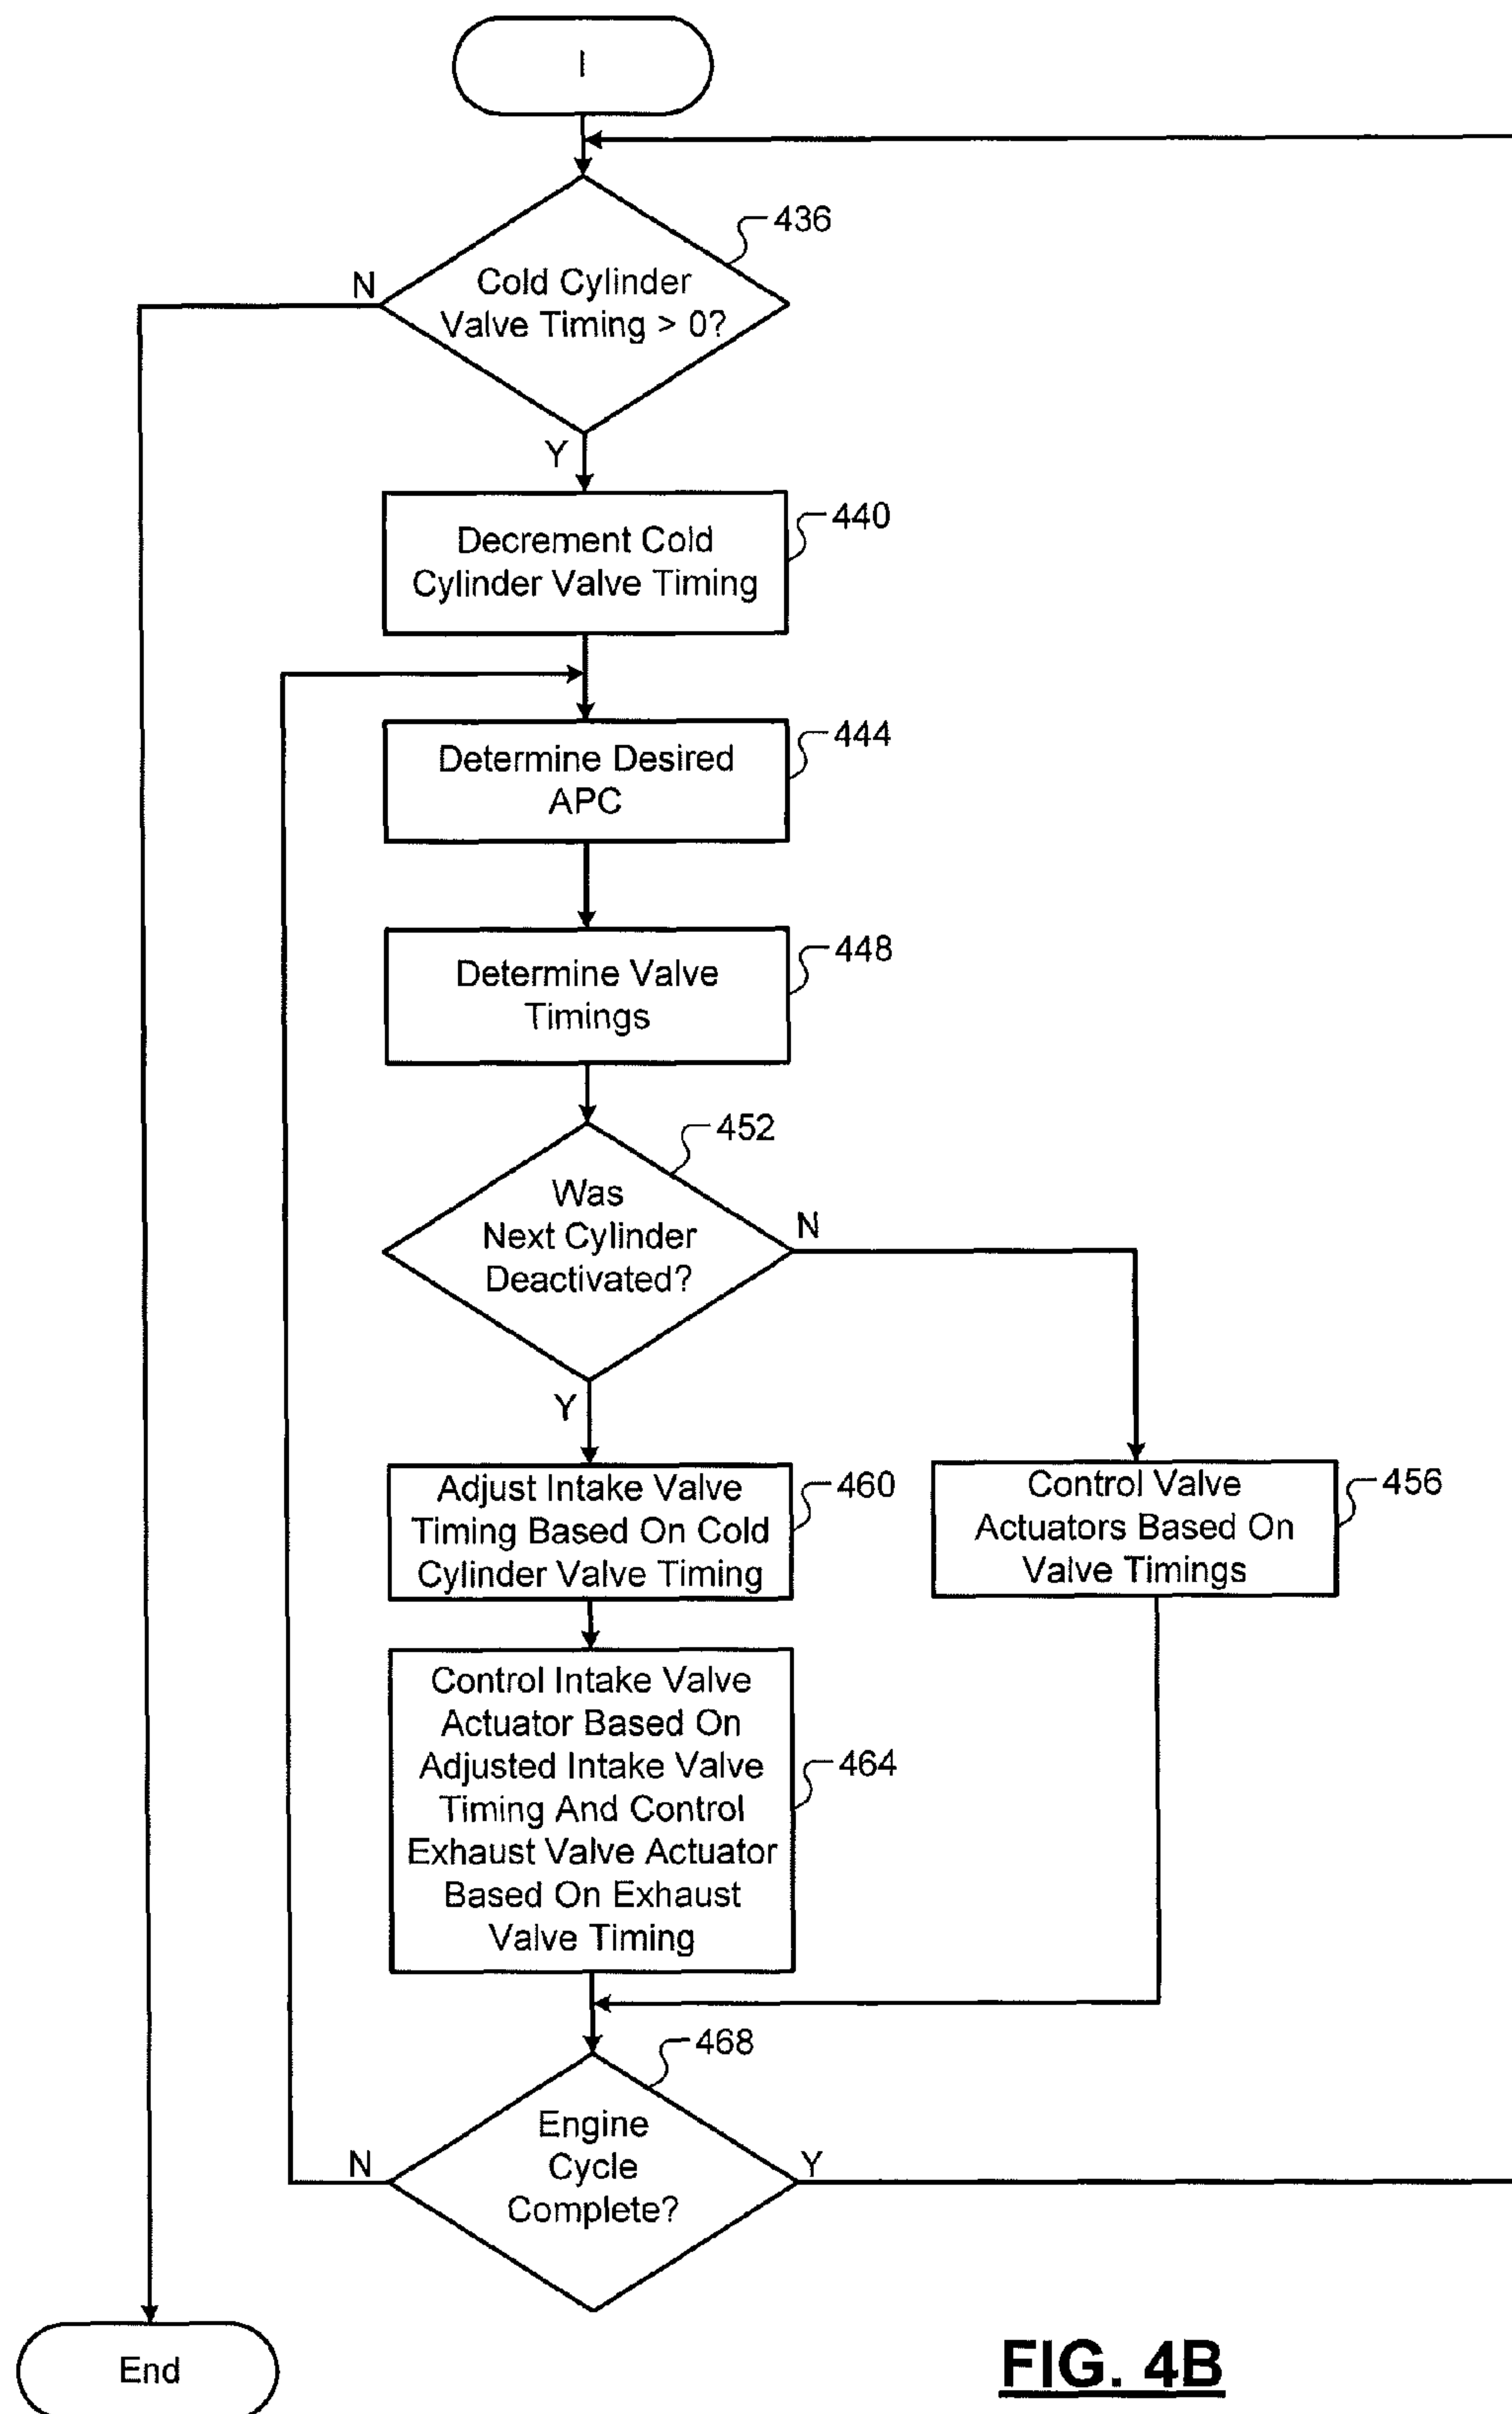 I
436
N
Cold Cylinder
Valve Timing > 0?
Y
440
Decrement Cold
Cylinder Valve Timing
444
Determine Desired
APC
448
Determine Valve
Timings
452
Was
Next Cylinder
Deactivated?
N
Y
460
Adjust Intake Valve
Timing Based On Cold
Cylinder Valve Timing
456
Control Valve
Actuators Based On
Valve Timings
464
Control Intake Valve
Actuator Based On
Adjusted Intake Valve
Timing And Control
Exhaust Valve Actuator
Based On Exhaust
Valve Timing
468
Engine
Cycle
Complete?
N
Y
End
FIG. 4B